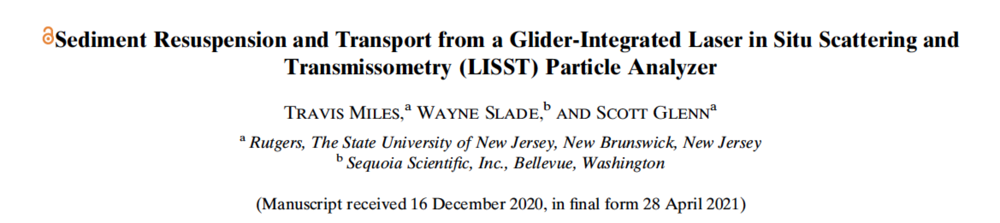 Sediment Resuspension and Transport from a Glider-Integrated Laser in Situ Scattering and
Transmissometry (LISST) Particle Analyzer
TRAVIS MILES,ᵃ WAYNE SLADE,ᵇ AND SCOTT GLENNᵃ
ᵃ Rutgers, The State University of New Jersey, New Brunswick, New Jersey
ᵇ Sequoia Scientific, Inc., Bellevue, Washington
(Manuscript received 16 December 2020, in final form 28 April 2021)